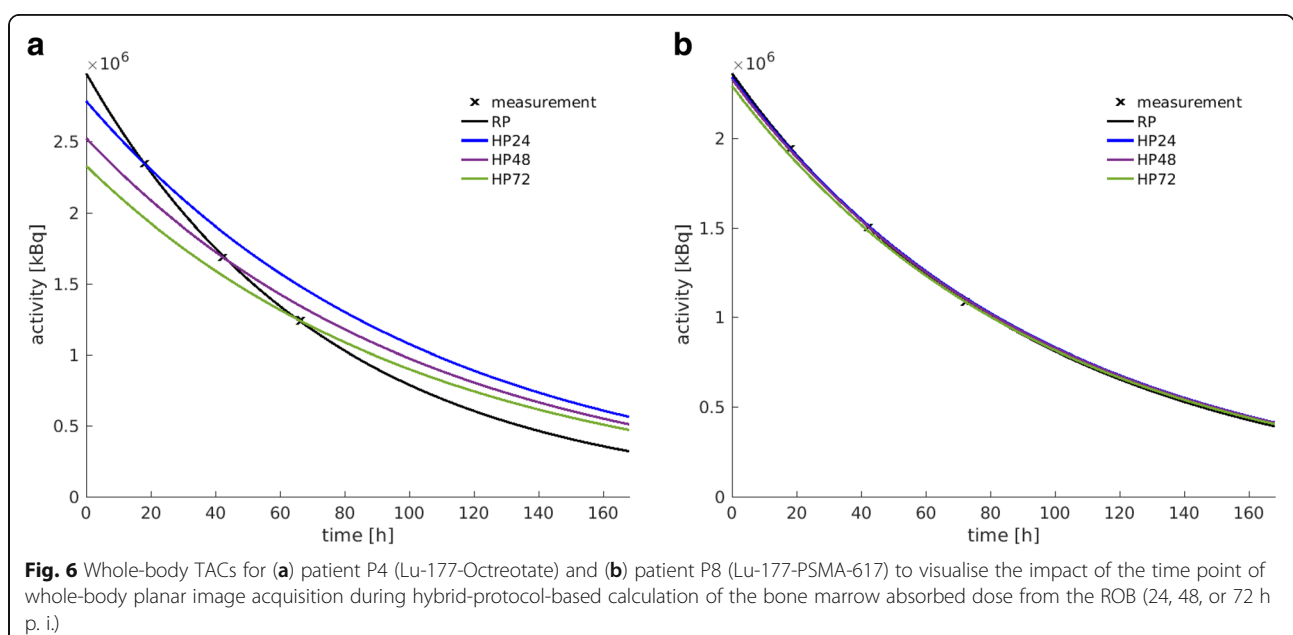 a
×10⁶
2.5
2
1.5
1
0.5
0
0 20 40 60 80 100 120 140 160
activity [kBq]
time [h]
× measurement
RP
HP24
HP48
HP72
b
×10⁶
2
1.5
1
0.5
0
0 20 40 60 80 100 120 140 160
activity [kBq]
time [h]
× measurement
RP
HP24
HP48
HP72
Fig. 6 Whole-body TACs for (a) patient P4 (Lu-177-Octreotate) and (b) patient P8 (Lu-177-PSMA-617) to visualise the impact of the time point of
whole-body planar image acquisition during hybrid-protocol-based calculation of the bone marrow absorbed dose from the ROB (24, 48, or 72 h
p. i.)